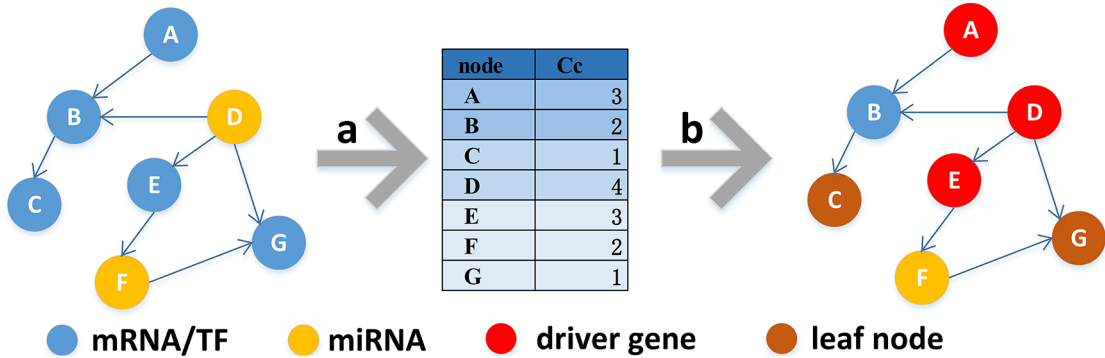 A
B
D
E
C
G
F
a
node Cc
A 3
B 2
C 1
D 4
E 3
F 2
G 1
b
A
B
D
E
C
G
F
mRNA/TF miRNA driver gene leaf node